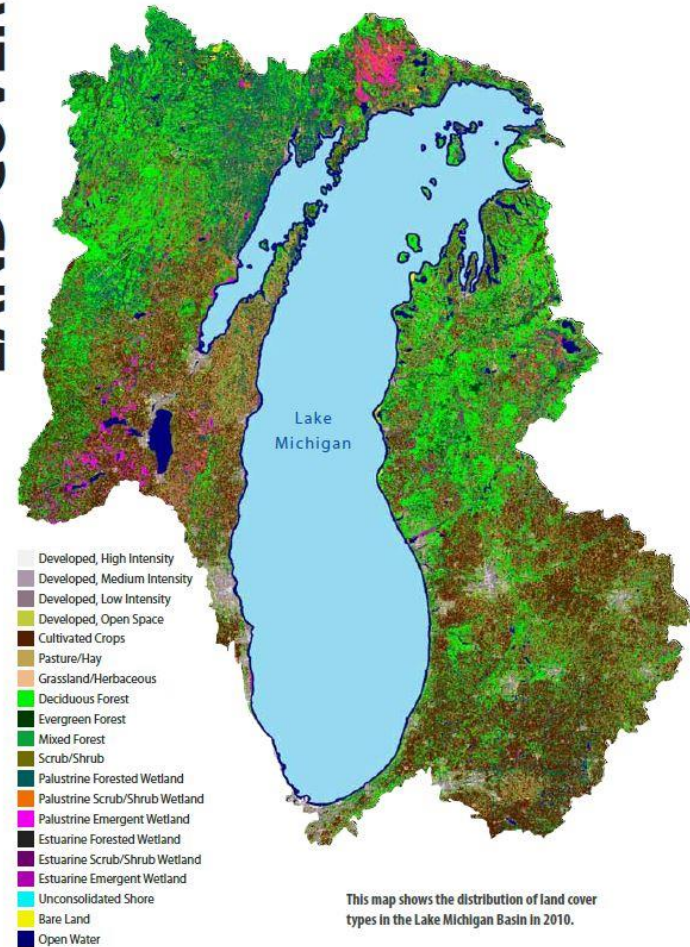 LAND COVER
Lake
Michigan
Developed, High Intensity
Developed, Medium Intensity
Developed, Low Intensity
Developed, Open Space
Cultivated Crops
Pasture/Hay
Grassland/Herbaceous
Deciduous Forest
Evergreen Forest
Mixed Forest
Scrub/Shrub
Palustrine Forested Wetland
Palustrine Scrub/Shrub Wetland
Palustrine Emergent Wetland
Estuarine Forested Wetland
Estuarine Scrub/Shrub Wetland
Estuarine Emergent Wetland
Unconsolidated Shore
Bare Land
Open Water
This map shows the distribution of land cover
types in the Lake Michigan Basin in 2010.